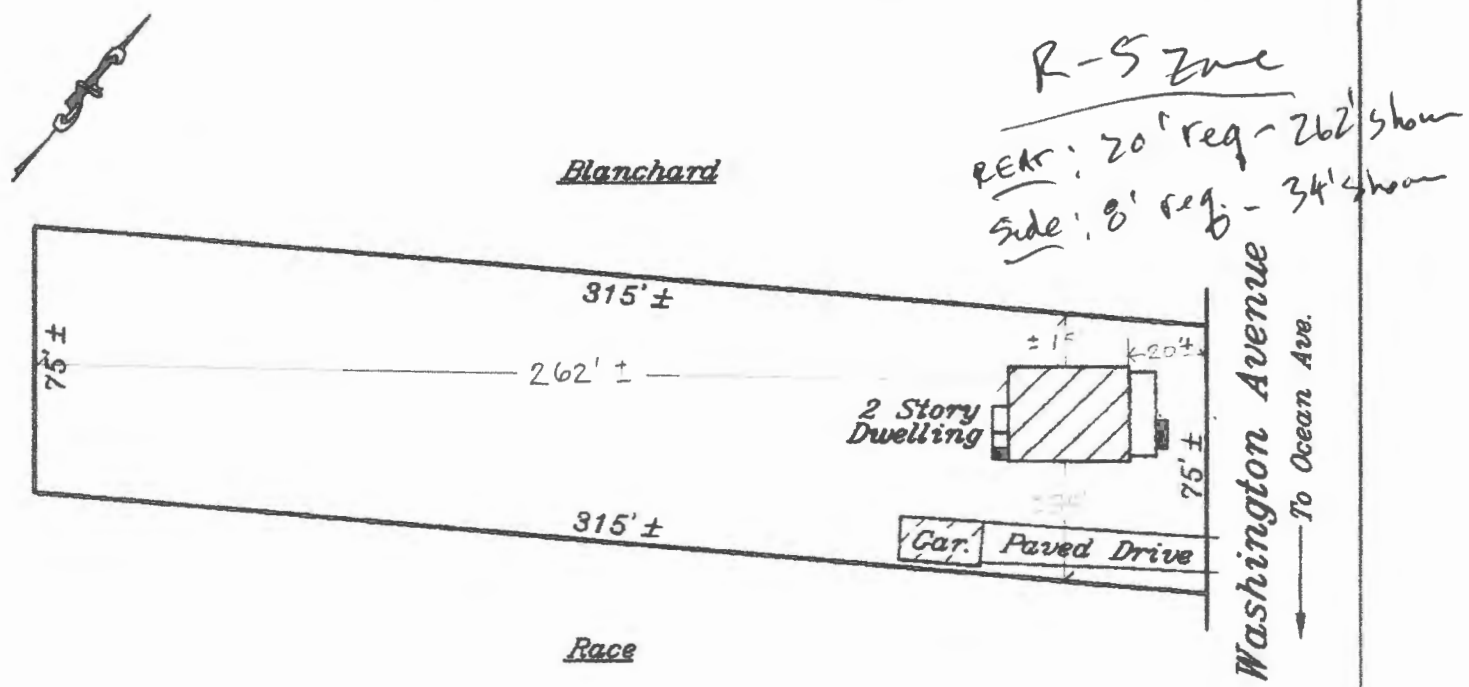 R-5 Zone
REAR: 20' req - 262' shown
Side: 8' req. - 34' shown
Blanchard
315' ±
75' ±
262' ±
± 15'
20' ±
2 Story
Dwelling
75' ±
315' ±
Gar.
Paved Drive
Washington Avenue
To Ocean Ave.
Race